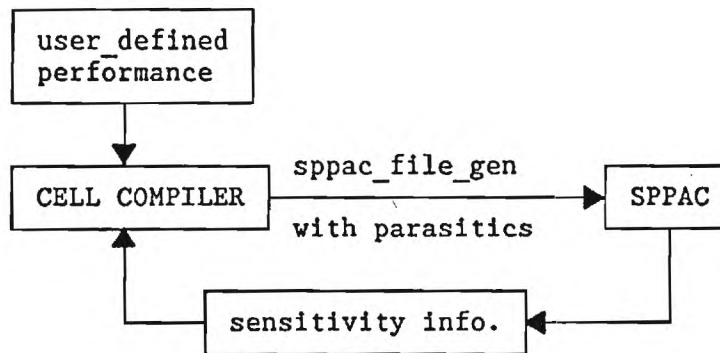 user_defined
performance
sppac_file_gen
CELL COMPILER
SPPAC
with parasitics
sensitivity info.